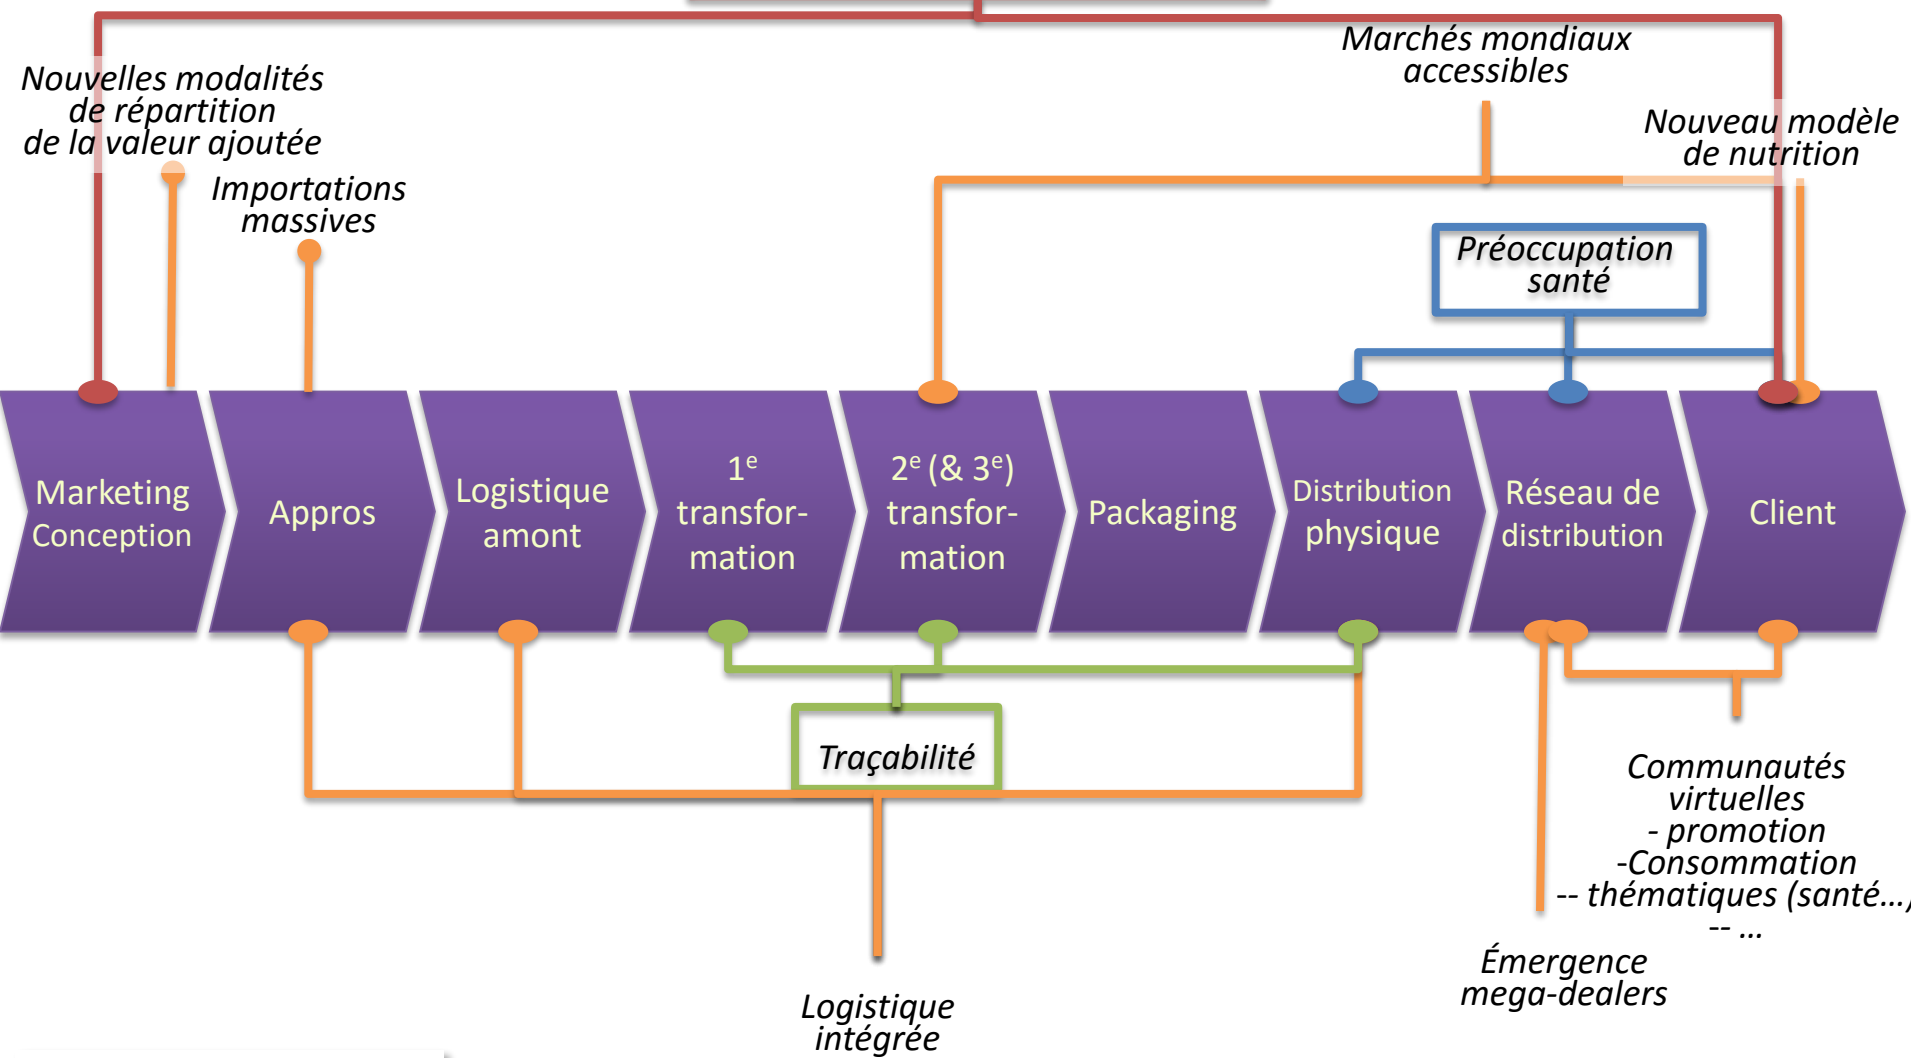 Marchés mondiaux
accessibles
Nouvelles modalités
de répartition
de la valeur ajoutée
Nouveau modèle
de nutrition
Importations
massives
Préoccupation
santé
Marketing
Conception
Appros
Logistique
amont
1e
transfor-
mation
2e (& 3e)
transfor-
mation
Packaging
Distribution
physique
Réseau de
distribution
Client
Traçabilité
Communautés
virtuelles
- promotion
-Consommation
-- thématiques (santé...)
-- ...
Émergence
mega-dealers
Logistique
intégrée